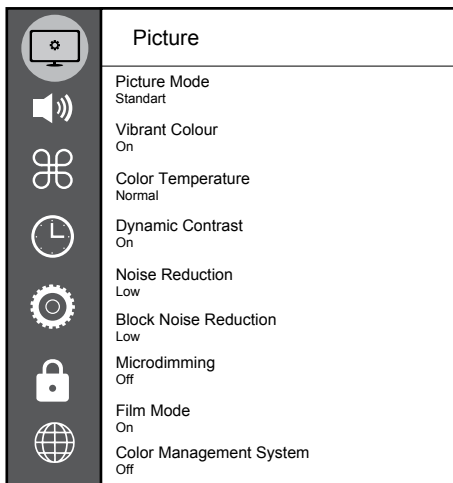 Picture
Picture Mode
Standart
Vibrant Colour
On
Color Temperature
Normal
Dynamic Contrast
On
Noise Reduction
Low
Block Noise Reduction
Low
Microdimming
Off
Film Mode
On
Color Management System
Off